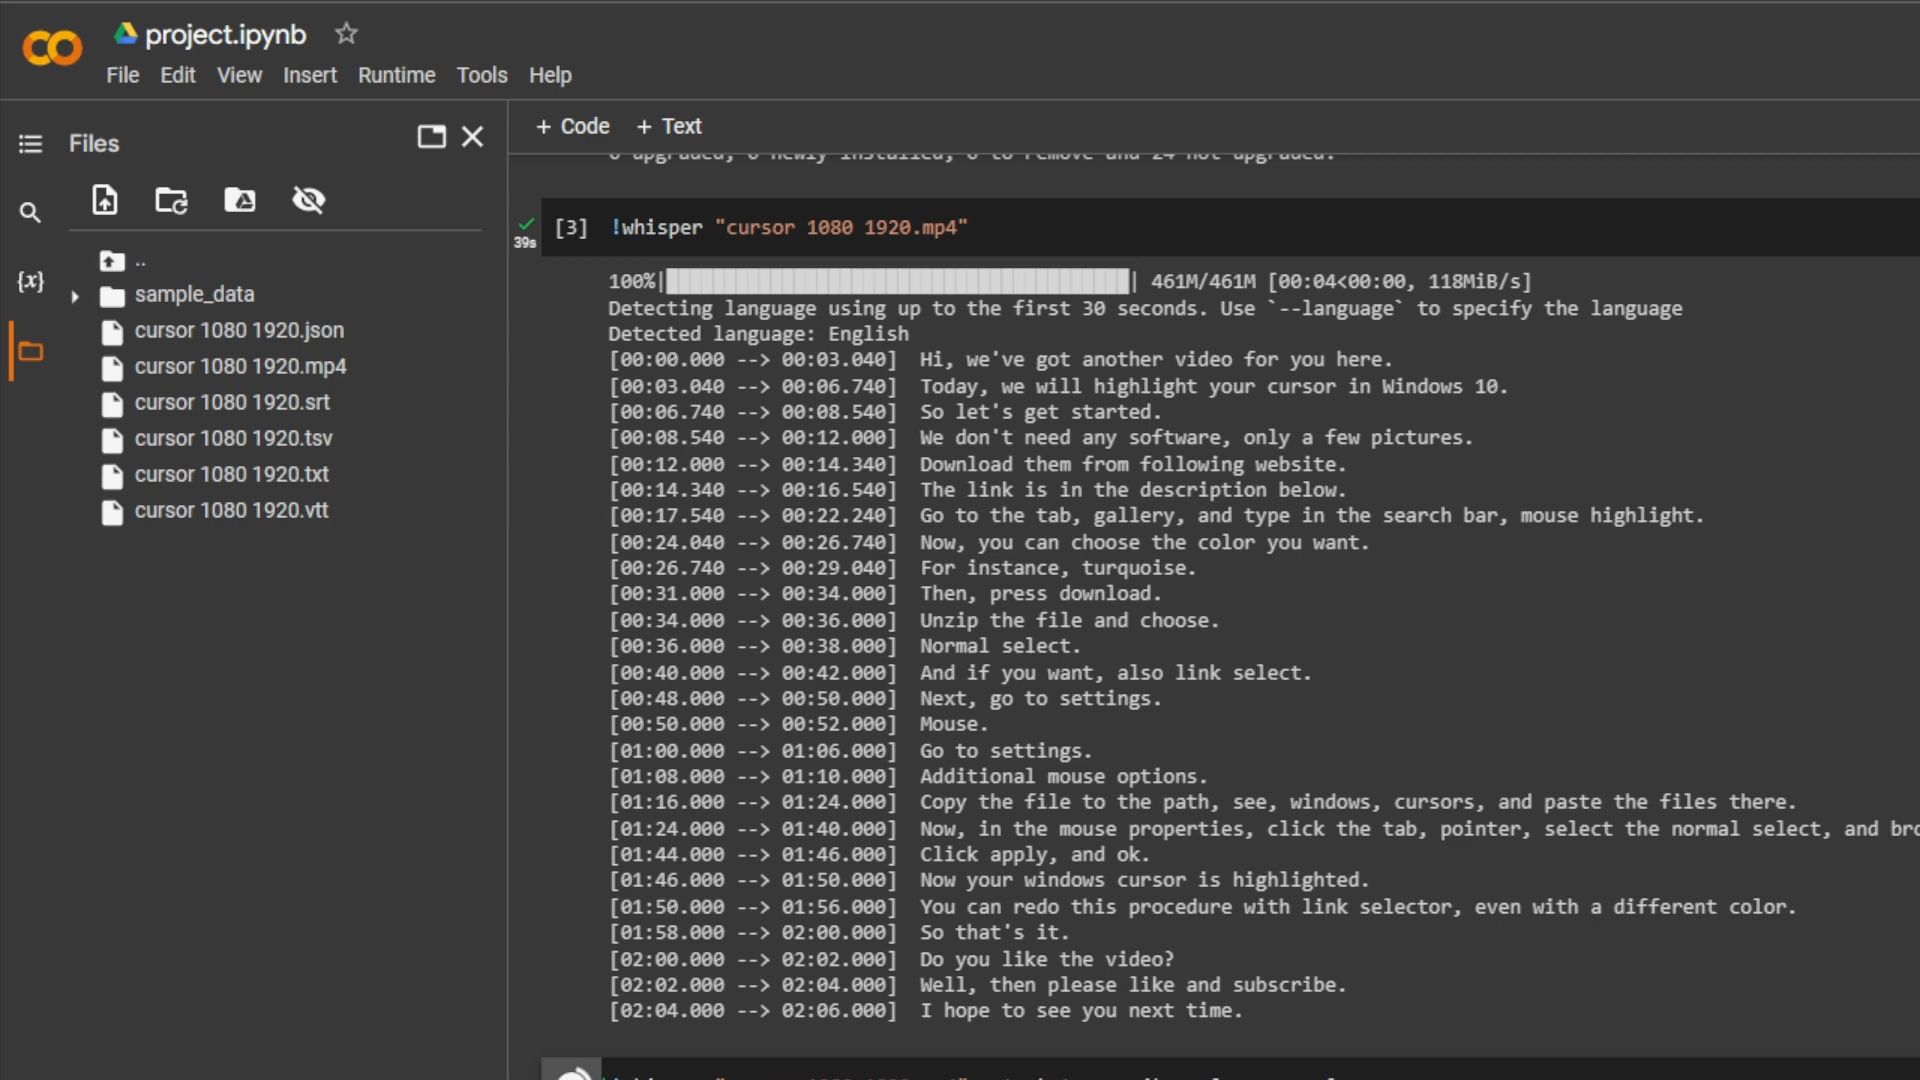 project.ipynb
File Edit View Insert Runtime Tools Help
Files
+ Code + Text
0 upgraded, 0 newly installed, 0 to remove and 24 not upgraded.
..
sample_data
cursor 1080 1920.json
cursor 1080 1920.mp4
cursor 1080 1920.srt
cursor 1080 1920.tsv
cursor 1080 1920.txt
cursor 1080 1920.vtt
{x}
39s
[3] !whisper "cursor 1080 1920.mp4"
100%| | 461M/461M [00:04<00:00, 118MiB/s]
Detecting language using up to the first 30 seconds. Use `--language` to specify the language
Detected language: English
[00:00.000 --> 00:03.040] Hi, we've got another video for you here.
[00:03.040 --> 00:06.740] Today, we will highlight your cursor in Windows 10.
[00:06.740 --> 00:08.540] So let's get started.
[00:08.540 --> 00:12.000] We don't need any software, only a few pictures.
[00:12.000 --> 00:14.340] Download them from following website.
[00:14.340 --> 00:16.540] The link is in the description below.
[00:17.540 --> 00:22.240] Go to the tab, gallery, and type in the search bar, mouse highlight.
[00:24.040 --> 00:26.740] Now, you can choose the color you want.
[00:26.740 --> 00:29.040] For instance, turquoise.
[00:31.000 --> 00:34.000] Then, press download.
[00:34.000 --> 00:36.000] Unzip the file and choose.
[00:36.000 --> 00:38.000] Normal select.
[00:40.000 --> 00:42.000] And if you want, also link select.
[00:48.000 --> 00:50.000] Next, go to settings.
[00:50.000 --> 00:52.000] Mouse.
[01:00.000 --> 01:06.000] Go to settings.
[01:08.000 --> 01:10.000] Additional mouse options.
[01:16.000 --> 01:24.000] Copy the file to the path, see, windows, cursors, and paste the files there.
[01:24.000 --> 01:40.000] Now, in the mouse properties, click the tab, pointer, select the normal select, and
[01:44.000 --> 01:46.000] Click apply, and ok.
[01:46.000 --> 01:50.000] Now your windows cursor is highlighted.
[01:50.000 --> 01:56.000] You can redo this procedure with link selector, even with a different color.
[01:58.000 --> 02:00.000] So that's it.
[02:00.000 --> 02:02.000] Do you like the video?
[02:02.000 --> 02:04.000] Well, then please like and subscribe.
[02:04.000 --> 02:06.000] I hope to see you next time.